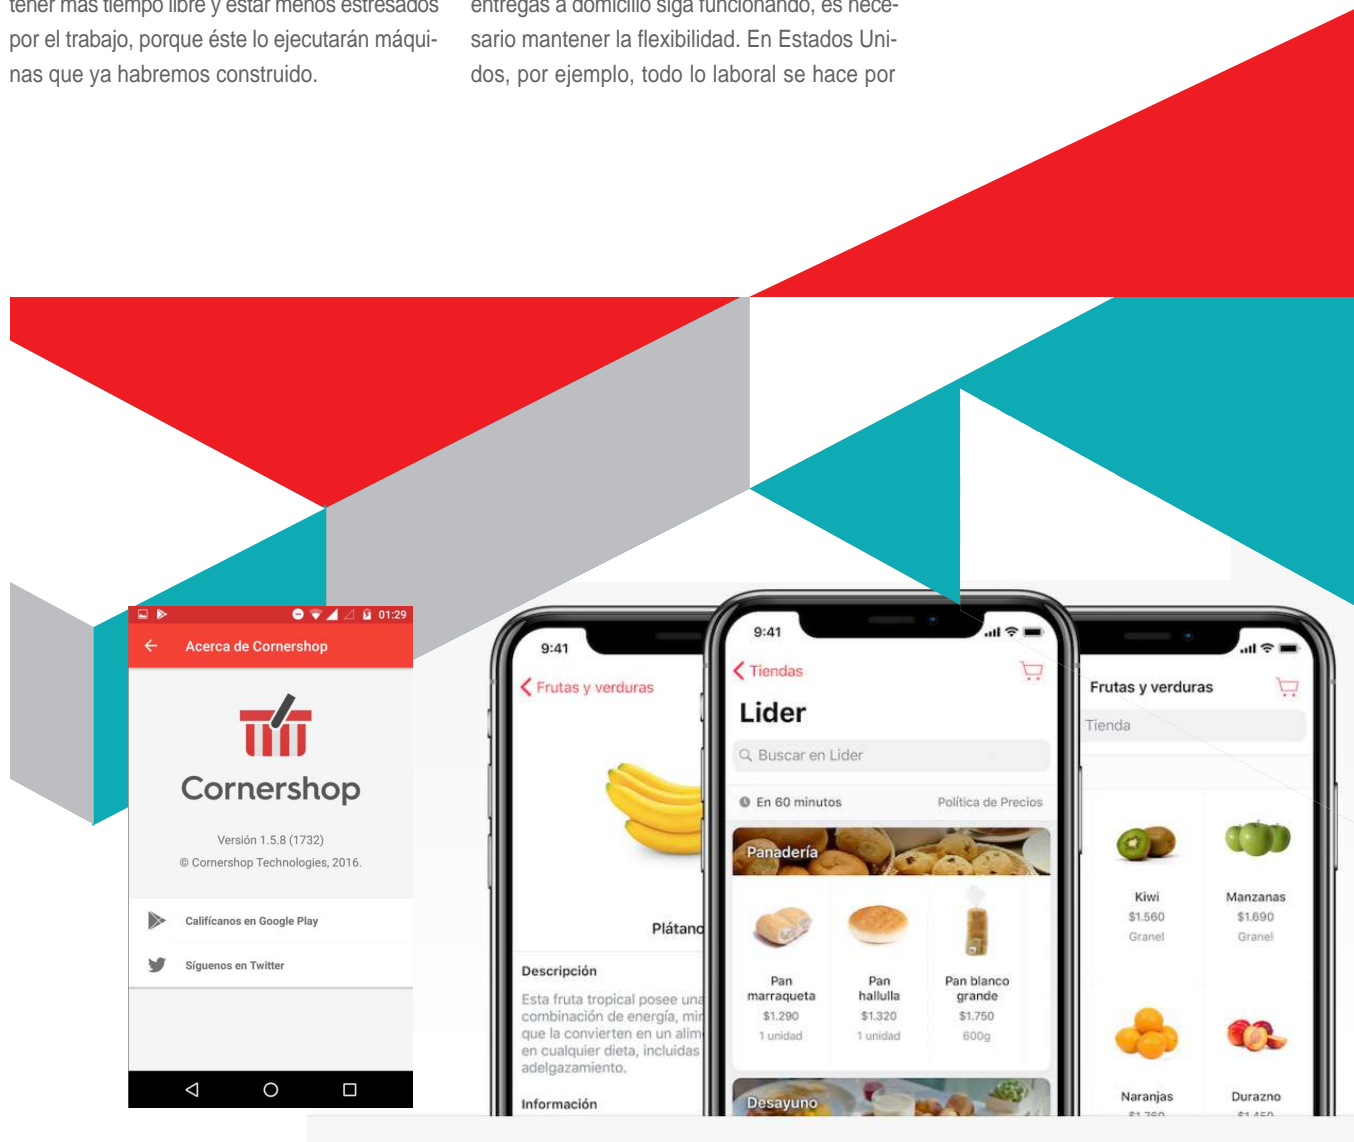 tener más tiempo libre y estar menos estresados
por el trabajo, porque éste lo ejecutarán máqui-
nas que ya habremos construido.
entregas a domicilio siga funcionando, es nece-
sario mantener la flexibilidad. En Estados Uni-
dos, por ejemplo, todo lo laboral se hace por
01:29
Acerca de Cornershop
Cornershop
Versión 1.5.8 (1732)
© Cornershop Technologies, 2016.
Califícanos en Google Play
Síguenos en Twitter
9:41
Frutas y verduras
Plátano
Descripción
Esta fruta tropical posee una
combinación de energía, min
que la convierten en un alim
en cualquier dieta, incluidas
adelgazamiento.
Información
9:41
Tiendas
Lider
Buscar en Lider
En 60 minutos
Política de Precios
Panadería
Pan
marraqueta
$1.290
1 unidad
Pan
hallulla
$1.320
1 unidad
Pan blanco
grande
$1.750
600g
Desayuno
Frutas y verduras
Tienda
Kiwi
$1.560
Granel
Manzanas
$1.690
Granel
Naranjas
$1.760
Durazno
$1.450